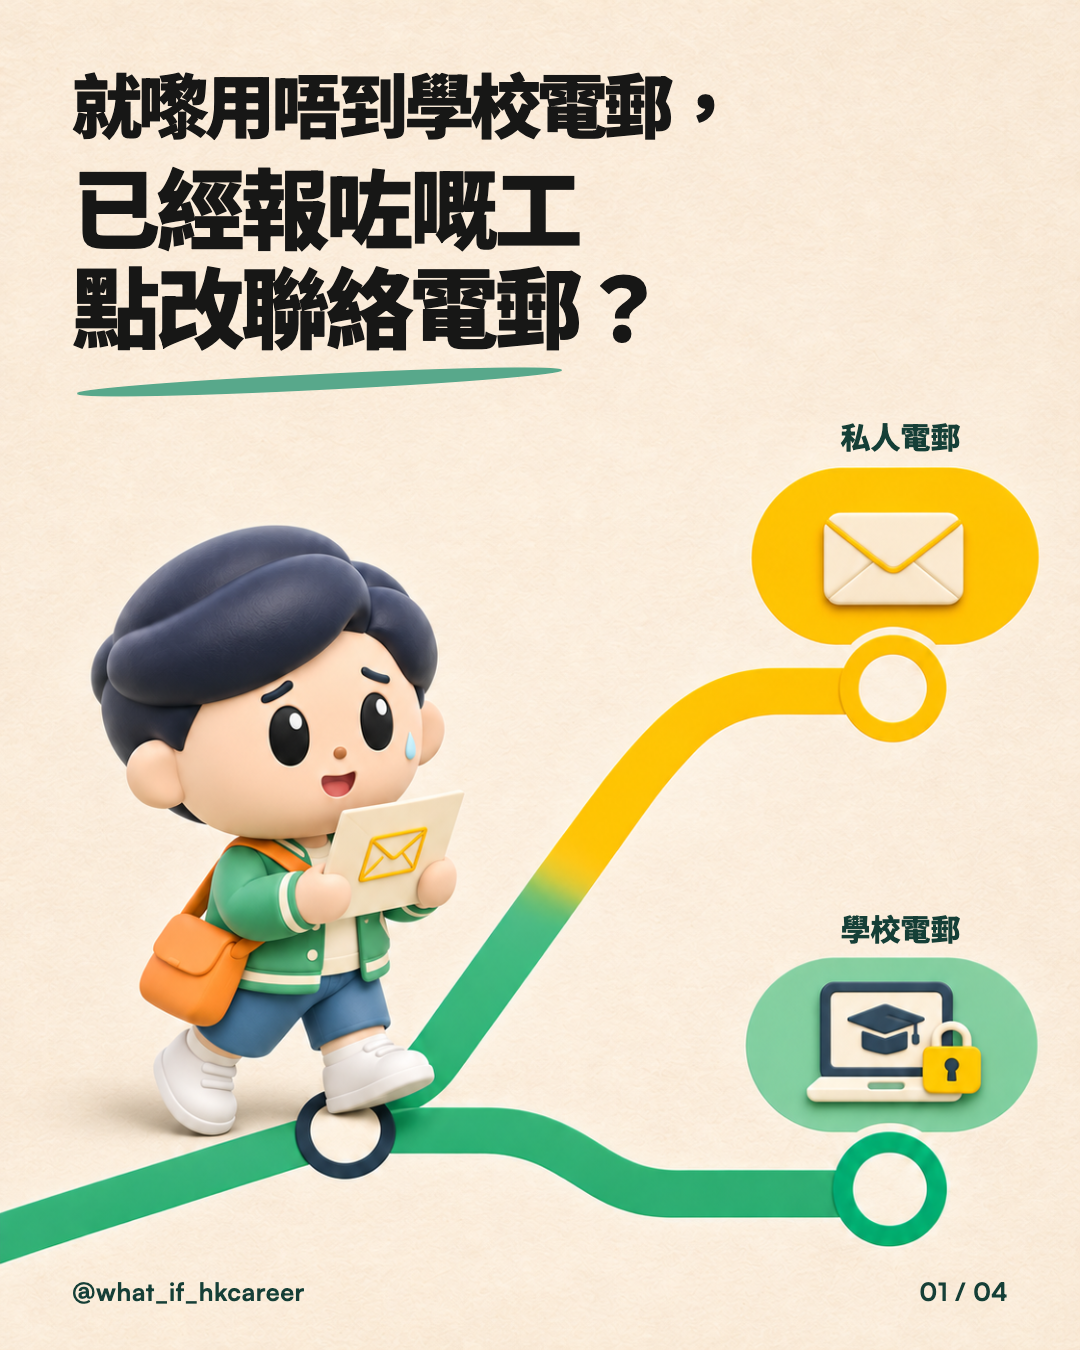 就嚟用唔到學校電郵，
已經報咗嘅工
點改聯絡電郵？
私人電郵
學校電郵
@what_if_hkcareer
01 / 04